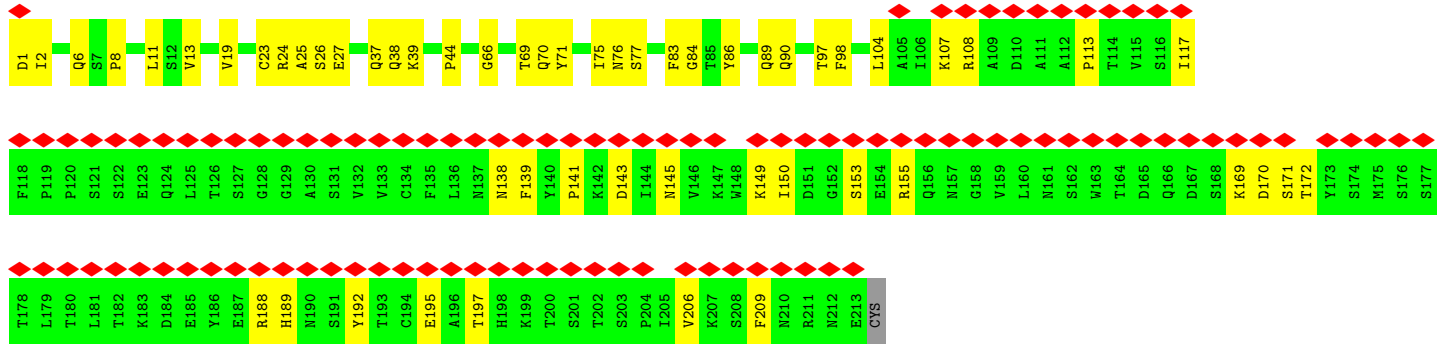 D1 I2 Q6 S7 P8 L11 S12 V13 V19 C23 R24 A25 S26 E27 Q37 Q38 K39 P44 G66 T69 Q70 Y71 I75 N76 S77 F83 G84 T85 Y86 Q89 Q90 T97 F98 L104 A105 I106 K107 R108 A109 D110 A111 A112 P113 T114 V115 S116 I117
F118 P119 P120 S121 S122 E123 Q124 L125 T126 S127 G128 G129 A130 S131 V132 V133 C134 F135 L136 N137 N138 F139 Y140 P141 K142 D143 I144 N145 V146 K147 W148 K149 I150 D151 G152 S153 E154 R155 Q156 N157 G158 V159 L160 N161 S162 W163 T164 D165 Q166 D167 S168 K169 D170 S171 T172 Y173 S174 M175 S176 S177
T178 L179 T180 L181 T182 K183 D184 E185 Y186 E187 R188 H189 N190 S191 Y192 T193 C194 E195 A196 T197 H198 K199 T200 S201 T202 S203 P204 I205 V206 K207 S208 F209 N210 R211 N212 E213 CYS